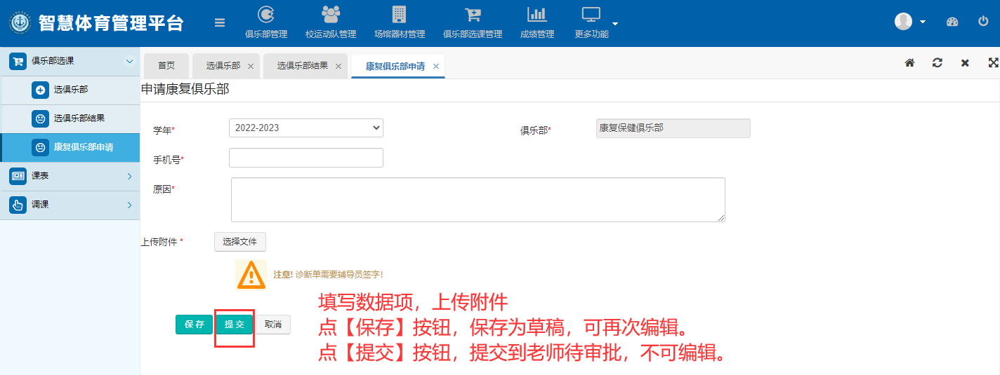 智慧体育管理平台
俱乐部管理
校运动队管理
场馆器材管理
俱乐部选课管理
成绩管理
更多功能
俱乐部选课
选俱乐部
选俱乐部结果
康复俱乐部申请
课表
调课
首页
选俱乐部 ×
选俱乐部结果 ×
康复俱乐部申请 ×
申请康复俱乐部
学年* 2022-2023 俱乐部* 康复保健俱乐部
手机号*
原因*
上传附件 * 选择文件
注意! 诊断单需要辅导员签字!
保存 提交 取消
填写数据项，上传附件
点【保存】按钮，保存为草稿，可再次编辑。
点【提交】按钮，提交到老师待审批，不可编辑。